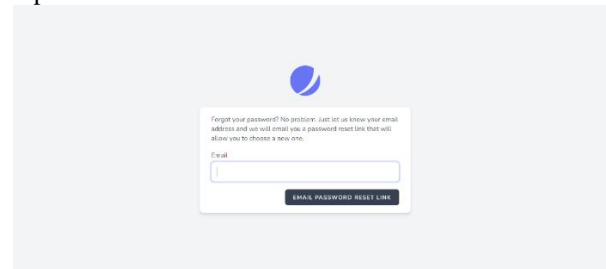 Forgot your password? No problem. Just let us know your email
address and we will email you a password reset link that will
allow you to choose a new one.
Email
EMAIL PASSWORD RESET LINK